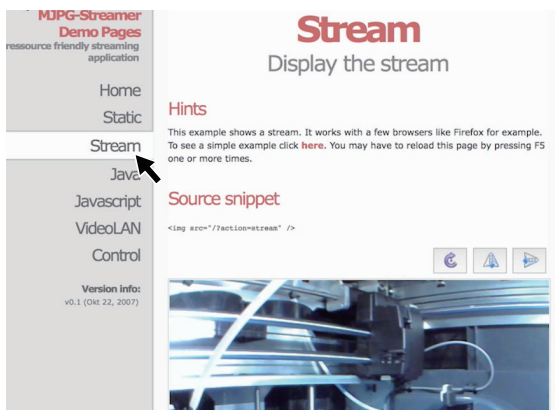 MJPG-Streamer
Demo Pages
ressource friendly streaming
application
Home
Static
Stream
Java
Javascript
VideoLAN
Control
Version info:
v0.1 (Okt 22, 2007)
Stream
Display the stream
Hints
This example shows a stream. It works with a few browsers like Firefox for example.
To see a simple example click here. You may have to reload this page by pressing F5
one or more times.
Source snippet
<img src="/?action=stream" />